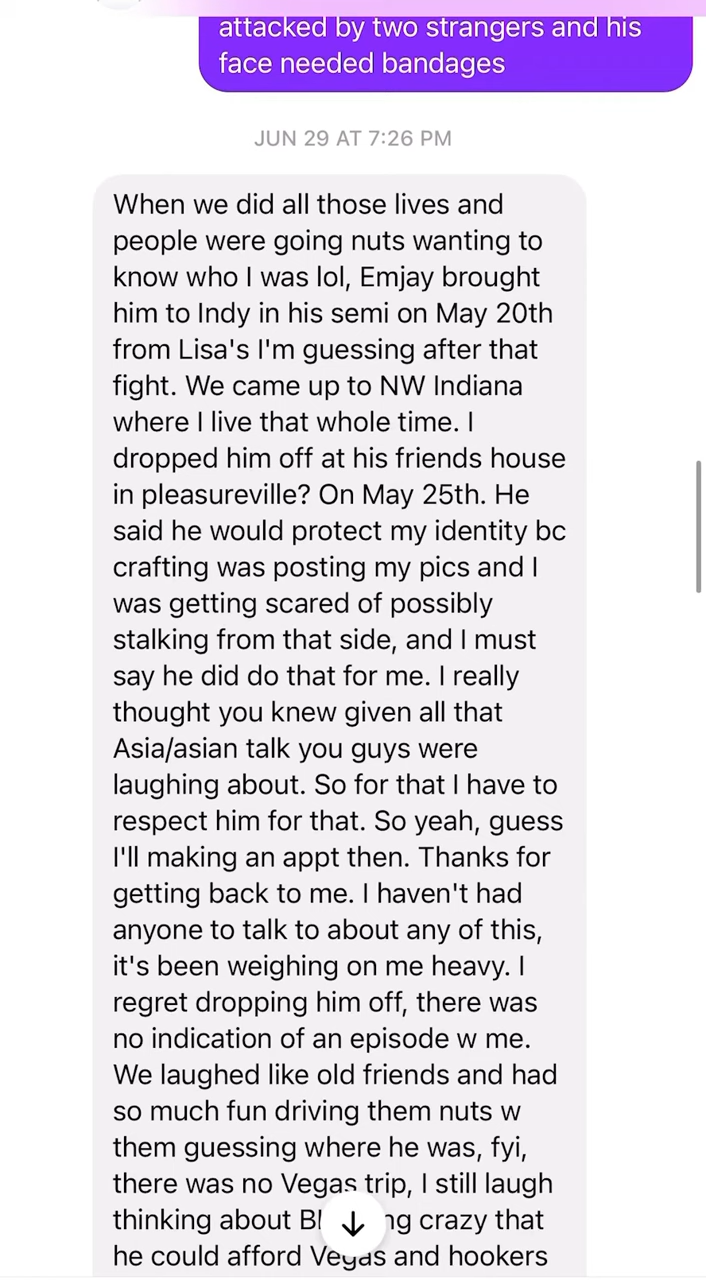 attacked by two strangers and his
face needed bandages
JUN 29 AT 7:26 PM
When we did all those lives and
people were going nuts wanting to
know who I was lol, Emjay brought
him to Indy in his semi on May 20th
from Lisa's I'm guessing after that
fight. We came up to NW Indiana
where I live that whole time. I
dropped him off at his friends house
in pleasureville? On May 25th. He
said he would protect my identity bc
crafting was posting my pics and I
was getting scared of possibly
stalking from that side, and I must
say he did do that for me. I really
thought you knew given all that
Asia/asian talk you guys were
laughing about. So for that I have to
respect him for that. So yeah, guess
I'll making an appt then. Thanks for
getting back to me. I haven't had
anyone to talk to about any of this,
it's been weighing on me heavy. I
regret dropping him off, there was
no indication of an episode w me.
We laughed like old friends and had
so much fun driving them nuts w
them guessing where he was, fyi,
there was no Vegas trip, I still laugh
thinking about crazy that
he could afford Vegas and hookers